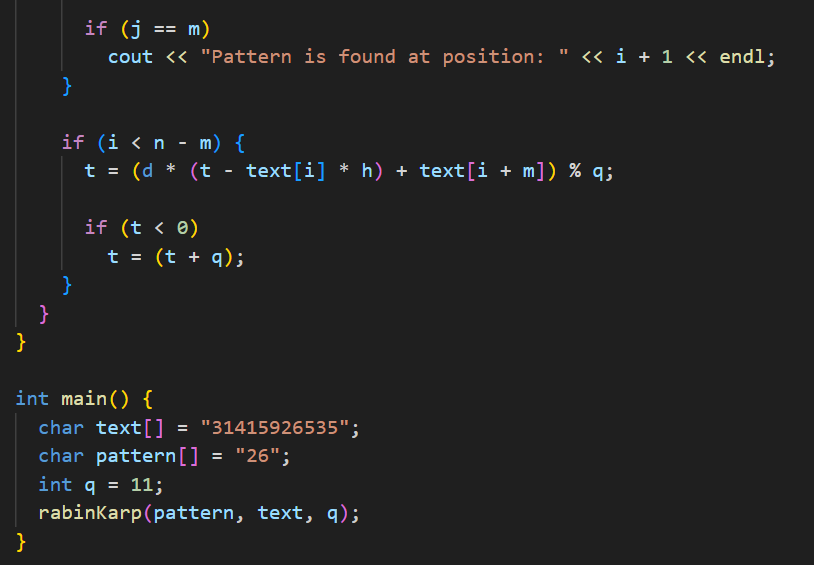 if (j == m)
cout << "Pattern is found at position: " << i + 1 << endl;
}
if (i < n - m) {
t = (d * (t - text[i] * h) + text[i + m]) % q;
if (t < 0)
t = (t + q);
}
}
}
int main() {
char text[] = "31415926535";
char pattern[] = "26";
int q = 11;
rabinKarp(pattern, text, q);
}